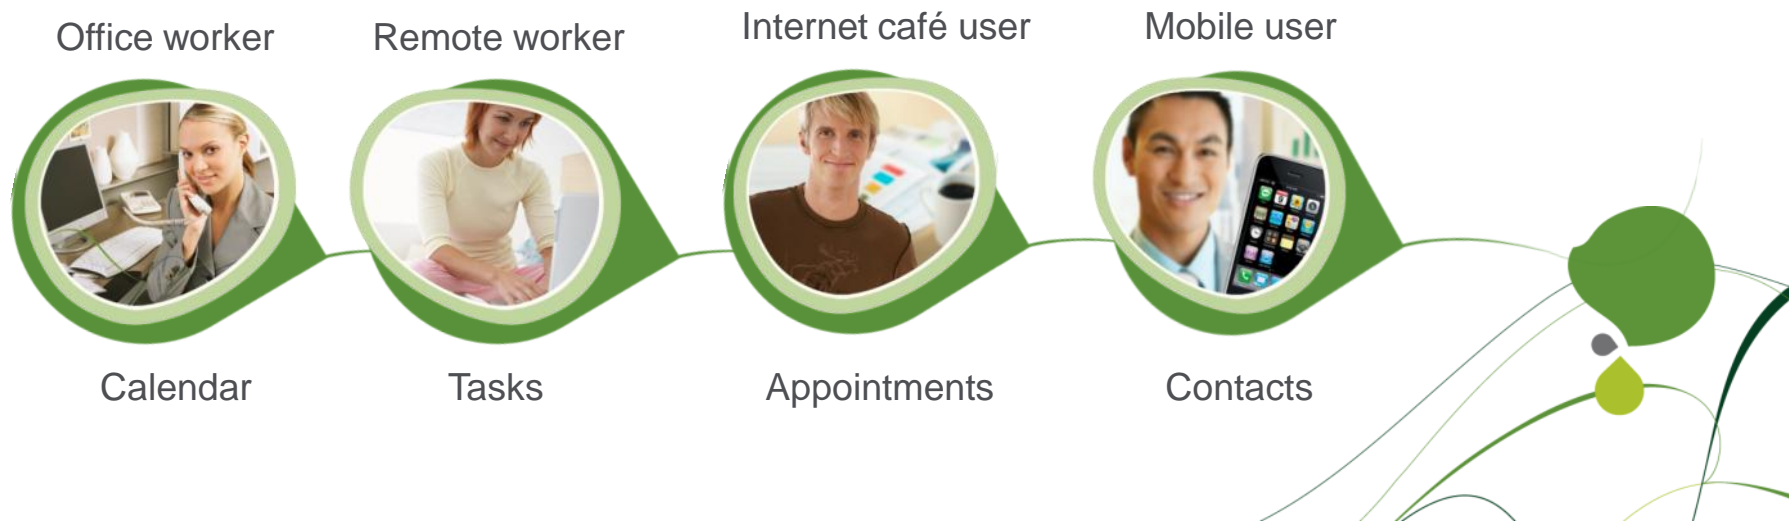 Office worker
Remote worker
Internet café user
Mobile user
Calendar
Tasks
Appointments
Contacts